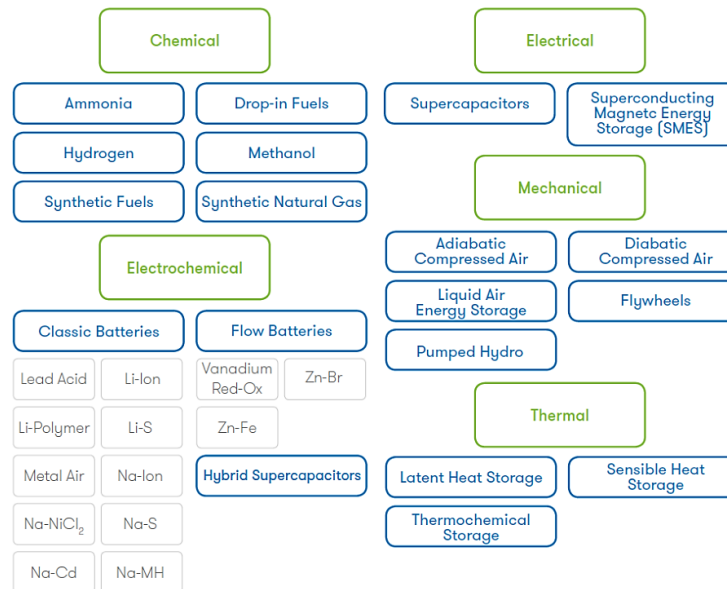 Chemical
Ammonia
Drop-in Fuels
Hydrogen
Methanol
Synthetic Fuels
Synthetic Natural Gas
Electrochemical
Classic Batteries
Flow Batteries
Lead Acid
Li-Ion
Vanadium
Red-Ox
Zn-Br
Li-Polymer
Li-S
Zn-Fe
Metal Air
Na-Ion
Hybrid Supercapacitors
Na-NiCl₂
Na-S
Na-Cd
Na-MH
Electrical
Supercapacitors
Superconducting
Magnetc Energy
Storage (SMES)
Mechanical
Adiabatic
Compressed Air
Diabatic
Compressed Air
Liquid Air
Energy Storage
Flywheels
Pumped Hydro
Thermal
Latent Heat Storage
Sensible Heat
Storage
Thermochemical
Storage